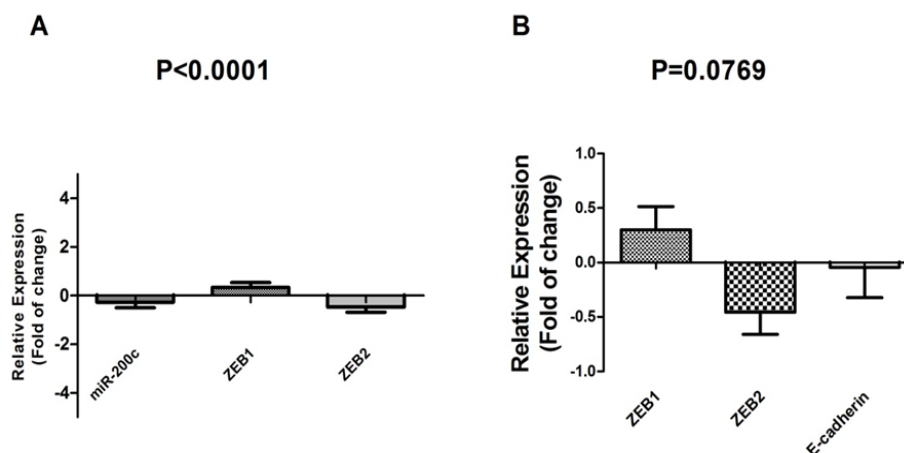 A
P<0.0001
Relative Expression
(Fold of change)
4
2
0
-2
-4
miR-200c
ZEB1
ZEB2
B
P=0.0769
Relative Expression
(Fold of change)
1.0
0.5
0.0
-0.5
-1.0
ZEB1
ZEB2
E-cadherin